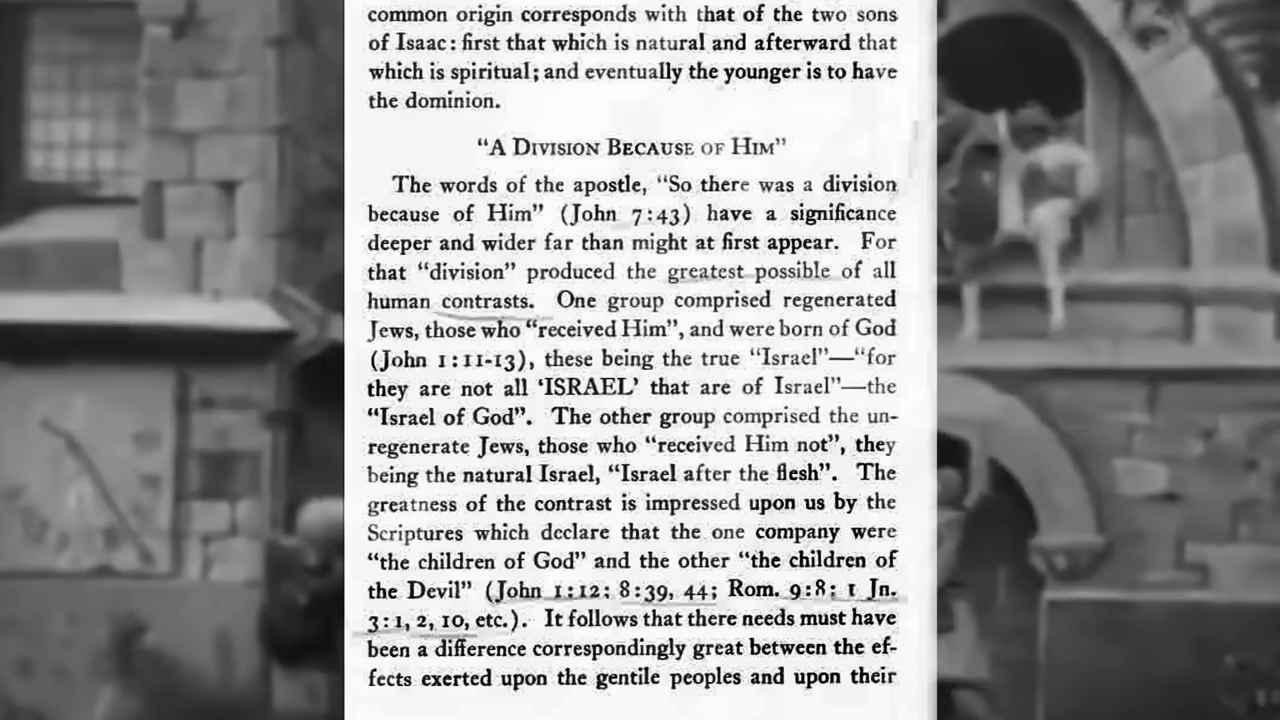 common origin corresponds with that of the two sons
of Isaac: first that which is natural and afterward that
which is spiritual; and eventually the younger is to have
the dominion.
“A Division Because of Him”
The words of the apostle, “So there was a division
because of Him” (John 7:43) have a significance
deeper and wider far than might at first appear. For
that “division” produced the greatest possible of all
human contrasts. One group comprised regenerated
Jews, those who “received Him”, and were born of God
(John 1:11-13), these being the true “Israel”—“for
they are not all ‘ISRAEL’ that are of Israel”—the
“Israel of God”. The other group comprised the un-
regenerate Jews, those who “received Him not”, they
being the natural Israel, “Israel after the flesh”. The
greatness of the contrast is impressed upon us by the
Scriptures which declare that the one company were
“the children of God” and the other “the children of
the Devil” (John 1:12; 8:39, 44; Rom. 9:8; 1 Jn.
3:1, 2, 10, etc.). It follows that there needs must have
been a difference correspondingly great between the ef-
fects exerted upon the gentile peoples and upon their